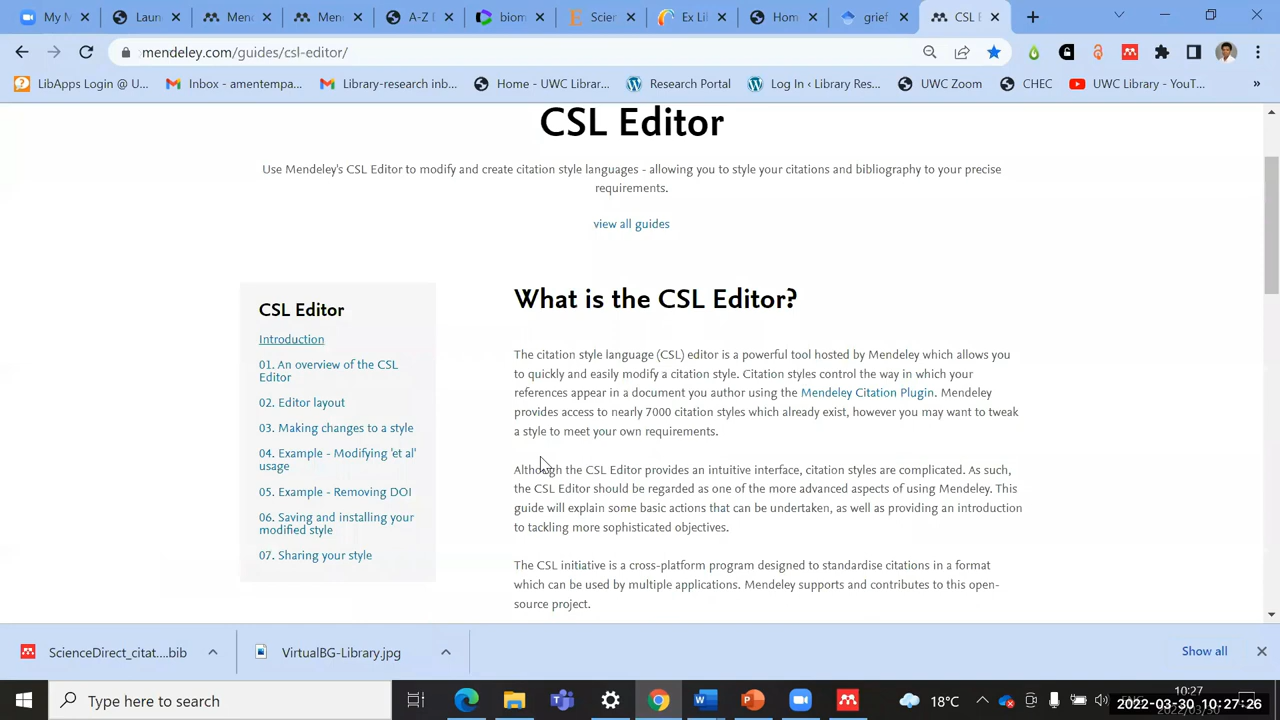 My M
Laun
Menc
Men
A-Z D
biom
Scien
Ex Lib
Hom
grief
CSL E
mendeley.com/guides/csl-editor/
LibApps Login @ U...
Inbox - amentempa...
Library-research inb...
Home - UWC Librar...
Research Portal
Log In ‹ Library Res...
UWC Zoom
CHEC
UWC Library - YouT...
»
CSL Editor
Use Mendeley's CSL Editor to modify and create citation style languages - allowing you to style your citations and bibliography to your precise
requirements.
view all guides
CSL Editor
Introduction
01. An overview of the CSL
Editor
02. Editor layout
03. Making changes to a style
04. Example - Modifying 'et al'
usage
05. Example - Removing DOI
06. Saving and installing your
modified style
07. Sharing your style
What is the CSL Editor?
The citation style language (CSL) editor is a powerful tool hosted by Mendeley which allows you
to quickly and easily modify a citation style. Citation styles control the way in which your
references appear in a document you author using the Mendeley Citation Plugin. Mendeley
provides access to nearly 7000 citation styles which already exist, however you may want to tweak
a style to meet your own requirements.
Although the CSL Editor provides an intuitive interface, citation styles are complicated. As such,
the CSL Editor should be regarded as one of the more advanced aspects of using Mendeley. This
guide will explain some basic actions that can be undertaken, as well as providing an introduction
to tackling more sophisticated objectives.
The CSL initiative is a cross-platform program designed to standardise citations in a format
which can be used by multiple applications. Mendeley supports and contributes to this open-
source project.
ScienceDirect_citat....bib
VirtualBG-Library.jpg
Show all
Type here to search
18°C
ENG
10:27
2022/03/30
2022-03-30 10:27:26